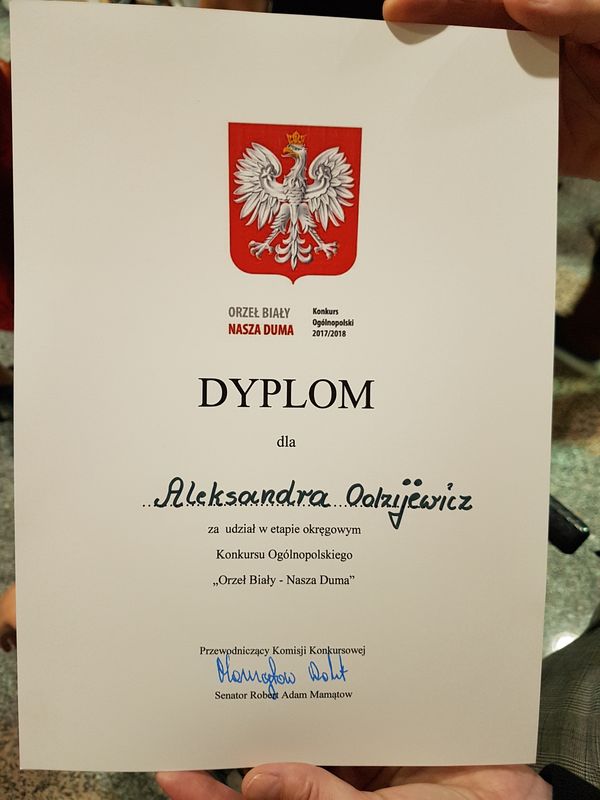 ORZEŁ BIAŁY
NASZA DUMA
Konkurs
Ogólnopolski
2017/2018
DYPLOM
dla
Aleksandra Odzijewicz
za udział w etapie okręgowym
Konkursu Ogólnopolskiego
„Orzeł Biały - Nasza Duma”
Przewodniczący Komisji Konkursowej
Senator Robert Adam Mamątow